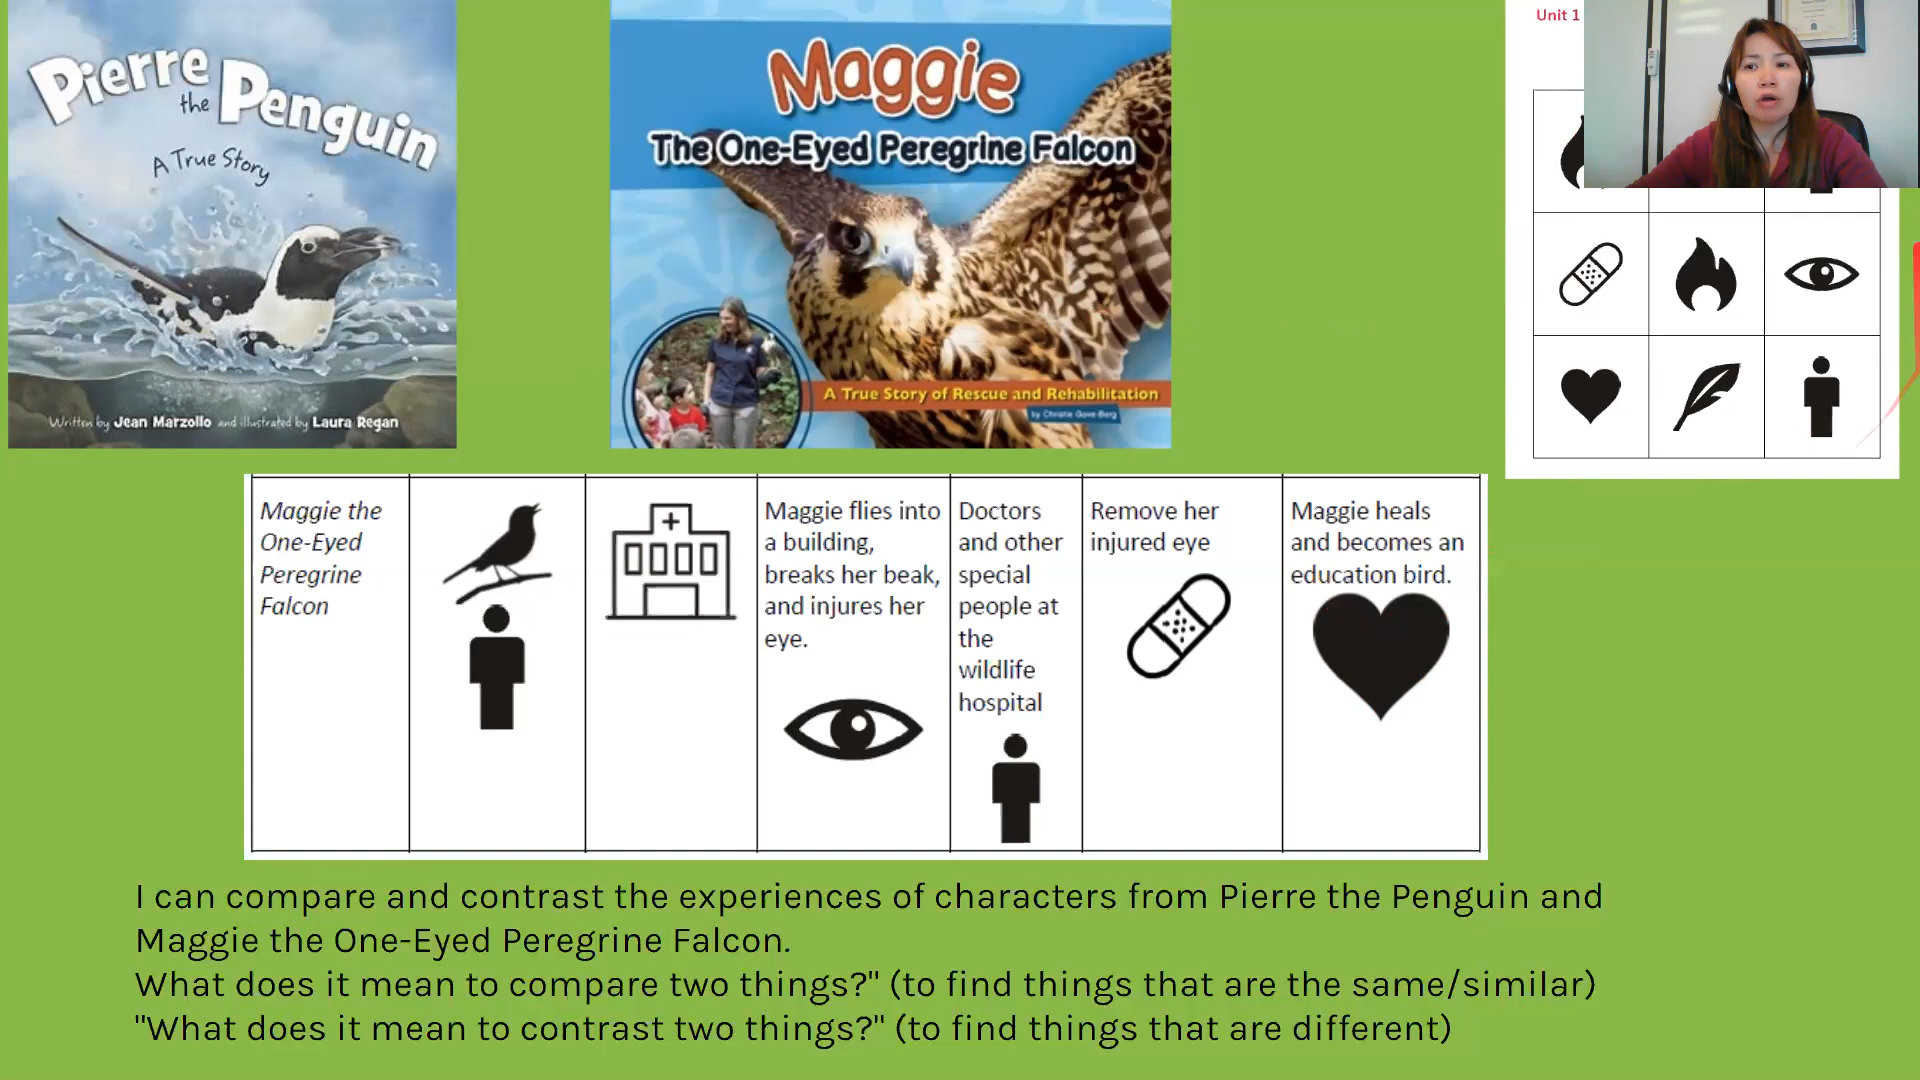 Pierre
the Penguin
A True Story
Written by Jean Marzollo and illustrated by Laura Regan
Maggie
The One-Eyed Peregrine Falcon
A True Story of Rescue and Rehabilitation
by Christie Gove-Berg
Unit 1
Maggie the
One-Eyed
Peregrine
Falcon
Maggie flies into
a building,
breaks her beak,
and injures her
eye.
Doctors
and other
special
people at
the
wildlife
hospital
Remove her
injured eye
Maggie heals
and becomes an
education bird.
I can compare and contrast the experiences of characters from Pierre the Penguin and
Maggie the One-Eyed Peregrine Falcon.
What does it mean to compare two things?" (to find things that are the same/similar)
"What does it mean to contrast two things?" (to find things that are different)